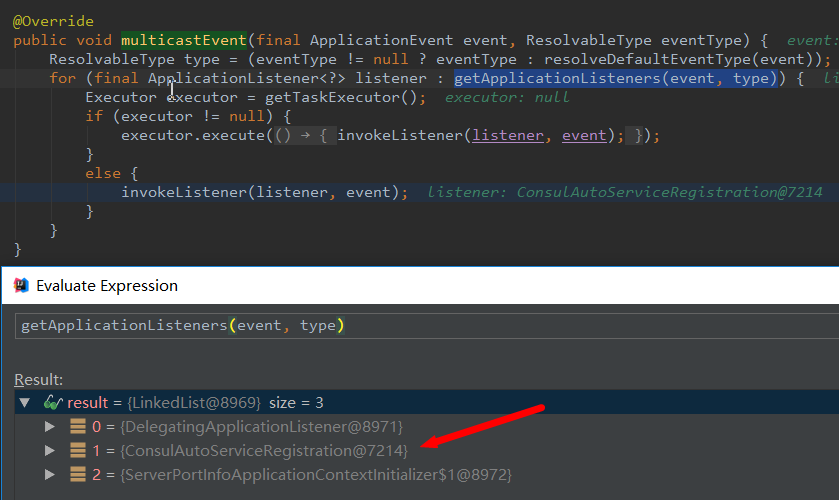 @Override
public void multicastEvent(final ApplicationEvent event, ResolvableType eventType) { event:
ResolvableType type = (eventType != null ? eventType : resolveDefaultEventType(event));
for (final ApplicationListener<?> listener : getApplicationListeners(event, type)) { li
Executor executor = getTaskExecutor(); executor: null
if (executor != null) {
executor.execute(() → { invokeListener(listener, event); });
}
else {
invokeListener(listener, event); listener: ConsulAutoServiceRegistration@7214
}
}
}
Evaluate Expression
getApplicationListeners(event, type)
Result:
result = {LinkedList@8969} size = 3
0 = {DelegatingApplicationListener@8971}
1 = {ConsulAutoServiceRegistration@7214}
2 = {ServerPortInfoApplicationContextInitializer$1@8972}